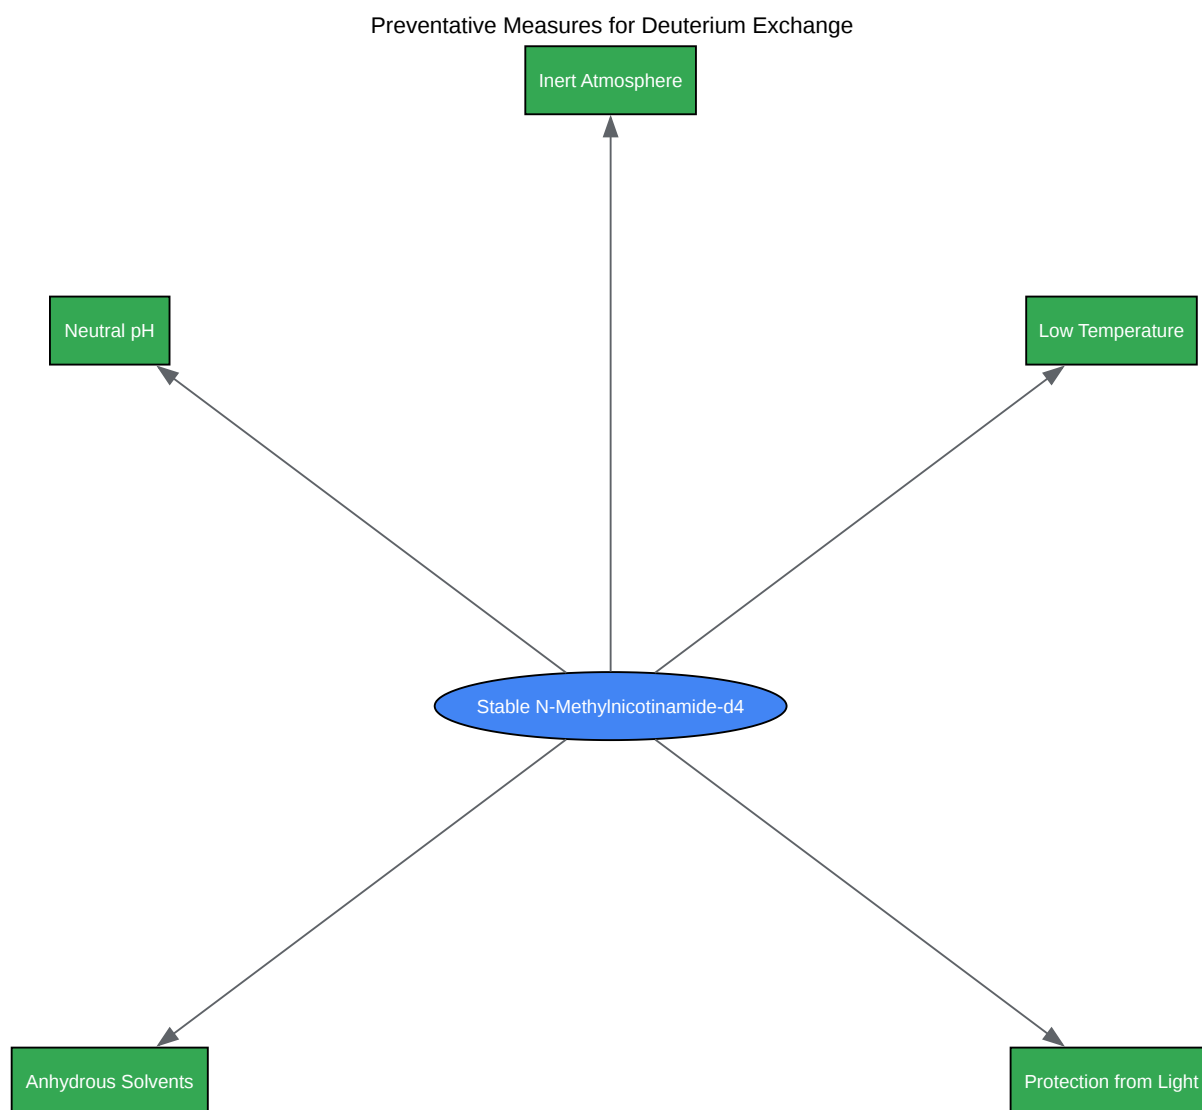 Preventative Measures for Deuterium Exchange
Inert Atmosphere
Neutral pH
Low Temperature
Stable N-Methylnicotinamide-d4
Anhydrous Solvents
Protection from Light